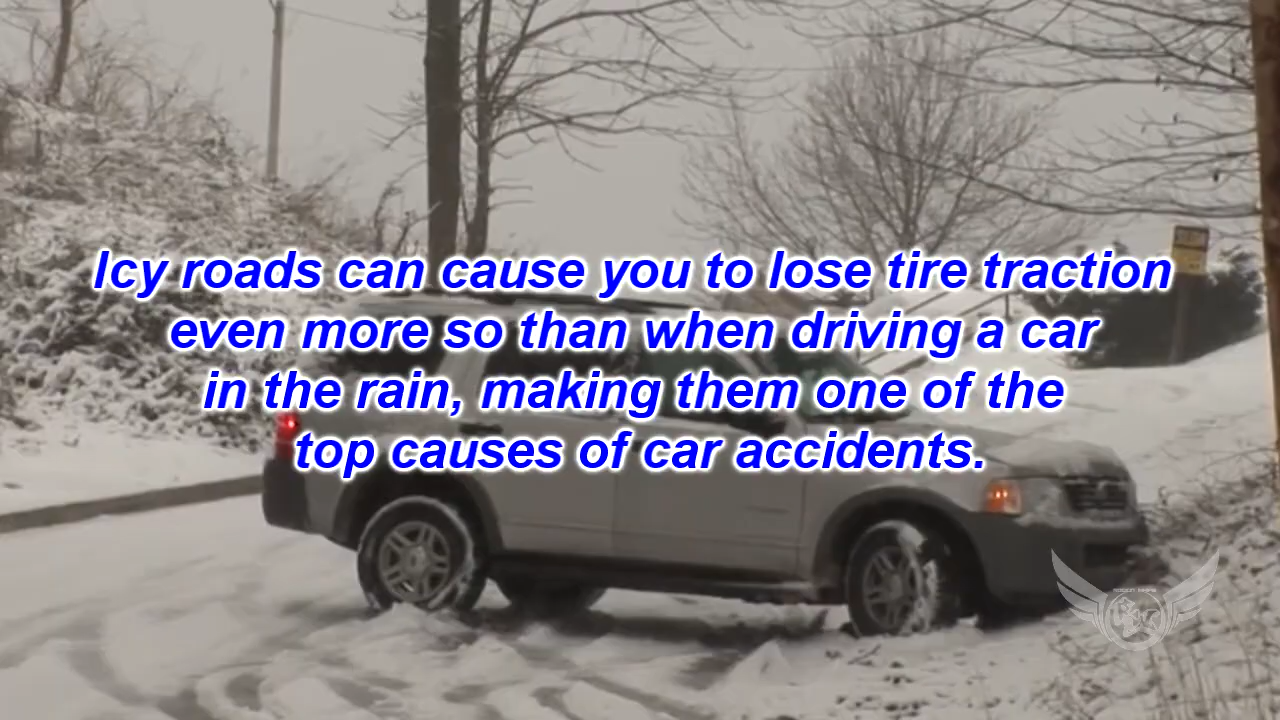 Icy roads can cause you to lose tire traction
even more so than when driving a car
in the rain, making them one of the
top causes of car accidents.